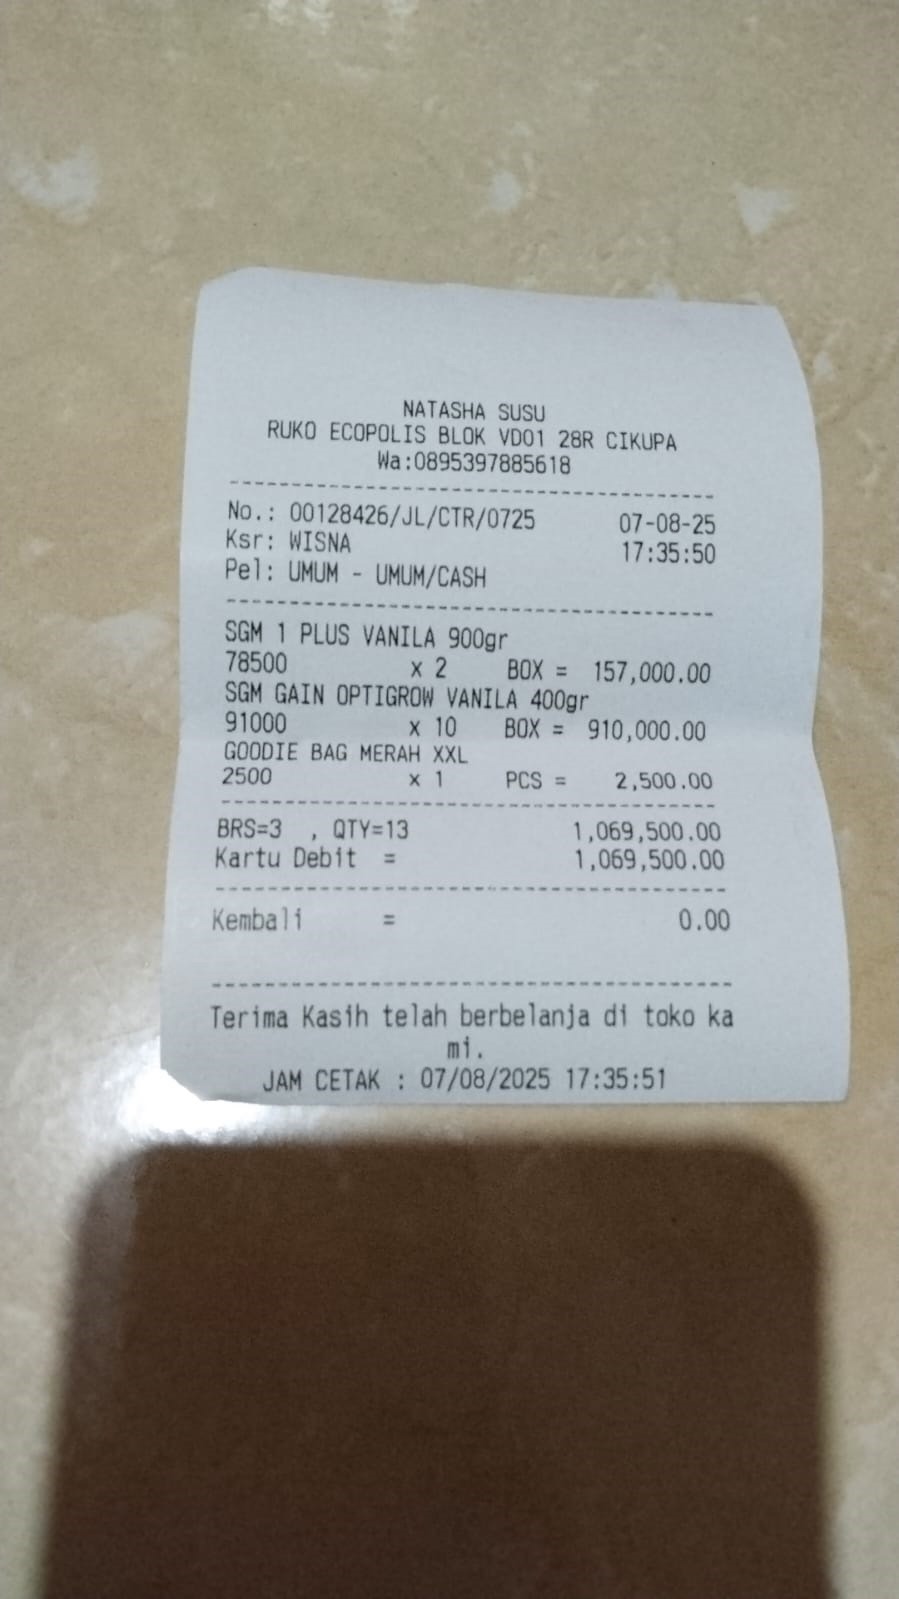 NATASHA SUSU
RUKO ECOPOLIS BLOK VD01 28R CIKUPA
Wa:0895397885618
No.: 00128426/JL/CTR/0725 07-08-25
Ksr: WISNA 17:35:50
Pel: UMUM - UMUM/CASH
SGM 1 PLUS VANILA 900gr
78500 x 2 BOX = 157,000.00
SGM GAIN OPTIGROW VANILA 400gr
91000 x 10 BOX = 910,000.00
GOODIE BAG MERAH XXL
2500 x 1 PCS = 2,500.00
BRS=3 , QTY=13 1,069,500.00
Kartu Debit = 1,069,500.00
Kembali = 0.00
Terima Kasih telah berbelanja di toko ka
mi.
JAM CETAK : 07/08/2025 17:35:51